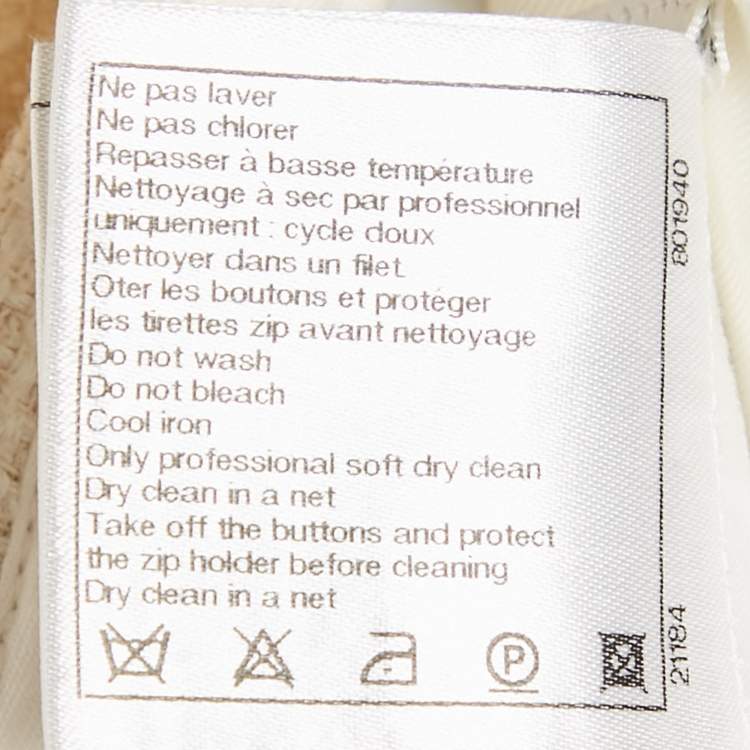 Ne pas laver
Ne pas chlorer
Repasser à basse température
Nettoyage à sec par professionnel
uniquement : cycle doux
Nettoyer dans un filet
Oter les boutons et protéger
les tirettes zip avant nettoyage
Do not wash
Do not bleach
Cool iron
Only professional soft dry clean
Dry clean in a net
Take off the buttons and protect
the zip holder before cleaning
Dry clean in a net
P
801940
21184